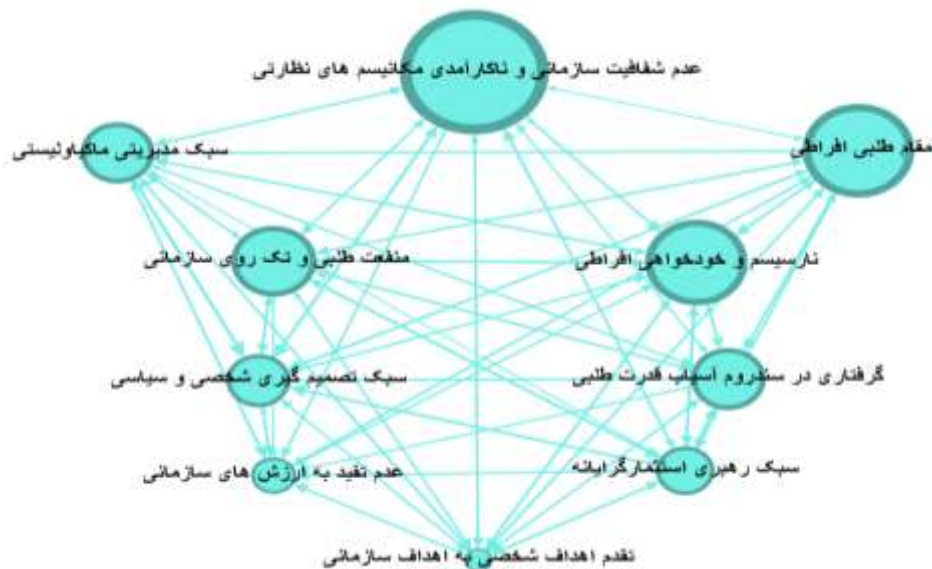 عدم شفافیت سازمانی و ناکارآمدی مکانیسم های نظارتی
مقام طلبی افراطی
سبک مدیریتی ماکیاولیستی
نارسیسم و خودخواهی افراطی
منفعت طلبی و تک روی سازمانی
گرفتاری در سندروم آسیاب قدرت طلبی
سبک تصمیم گیری شخصی و سیاسی
سبک رهبری استثمارگرایانه
عدم تقید به ارزش های سازمانی
تقدم اهداف شخصی به اهداف سازمانی